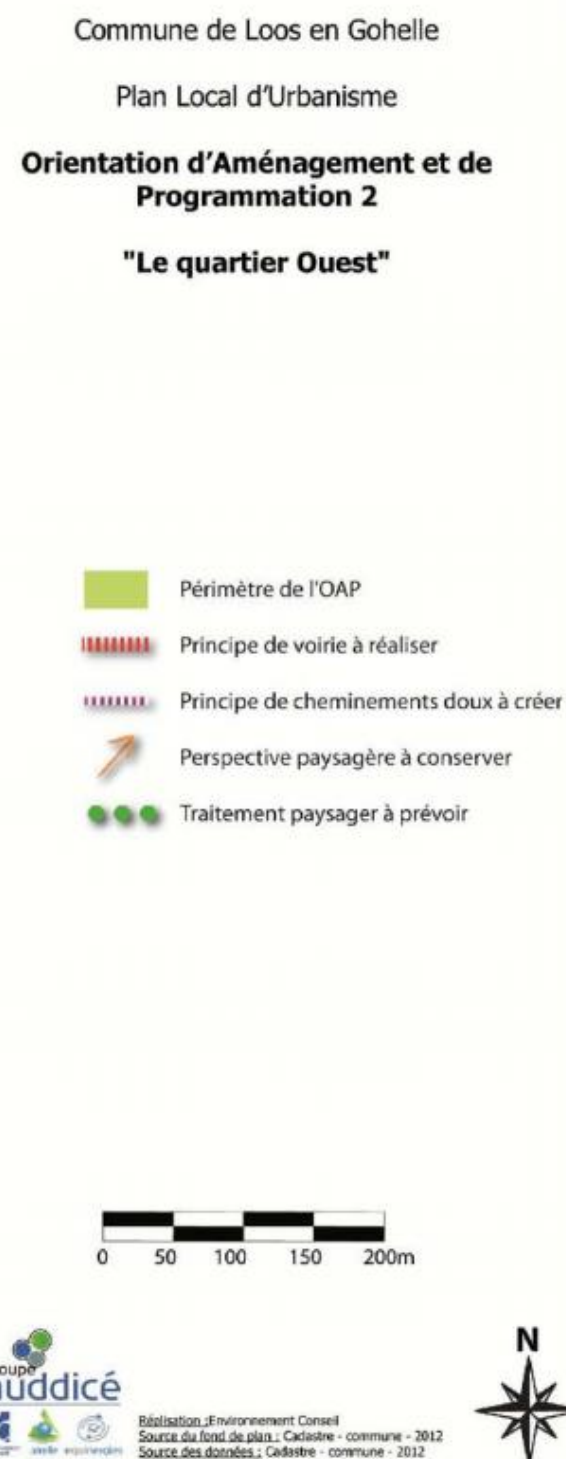 Commune de Loos en Gohelle
Plan Local d'Urbanisme
Orientation d'Aménagement et de
Programmation 2
"Le quartier Ouest"
Périmètre de l'OAP
Principe de voirie à réaliser
Principe de cheminements doux à créer
Perspective paysagère à conserver
Traitement paysager à prévoir
0 50 100 150 200m
N
uddicé
Réalisation : Environnement Conseil
Source du fond de plan : Cadastre - commune - 2012
Source des données : Cadastre - commune - 2012